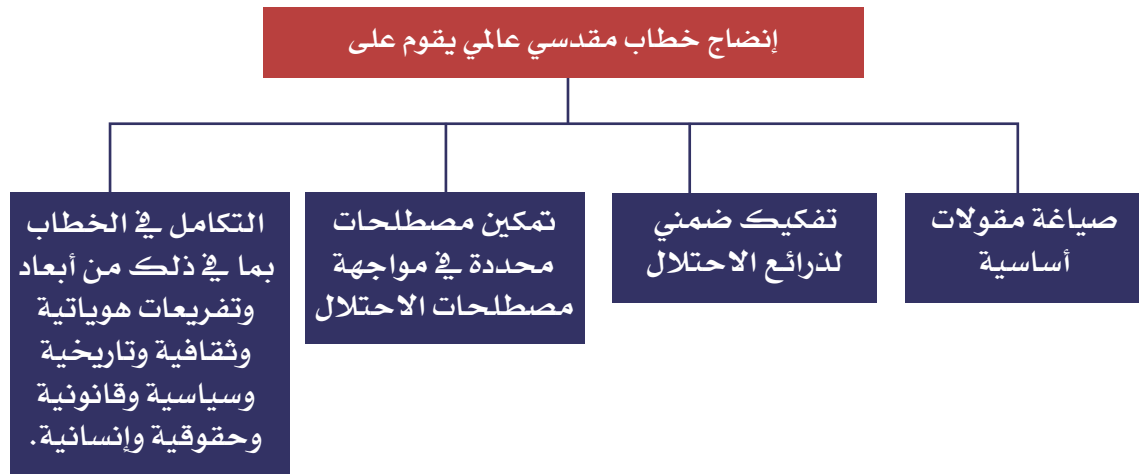 إنضاج خطاب مقدسي عالمي يقوم على
صياغة مقولات
أساسية
تفكيك ضمني
لذرائع الاحتلال
تمكين مصطلحات
محددة في مواجهة
مصطلحات الاحتلال
التكامل في الخطاب
بما في ذلك من أبعاد
وتفريعات هوياتية
وثقافية وتاريخية
وسياسية وقانونية
وحقوقية وإنسانية.